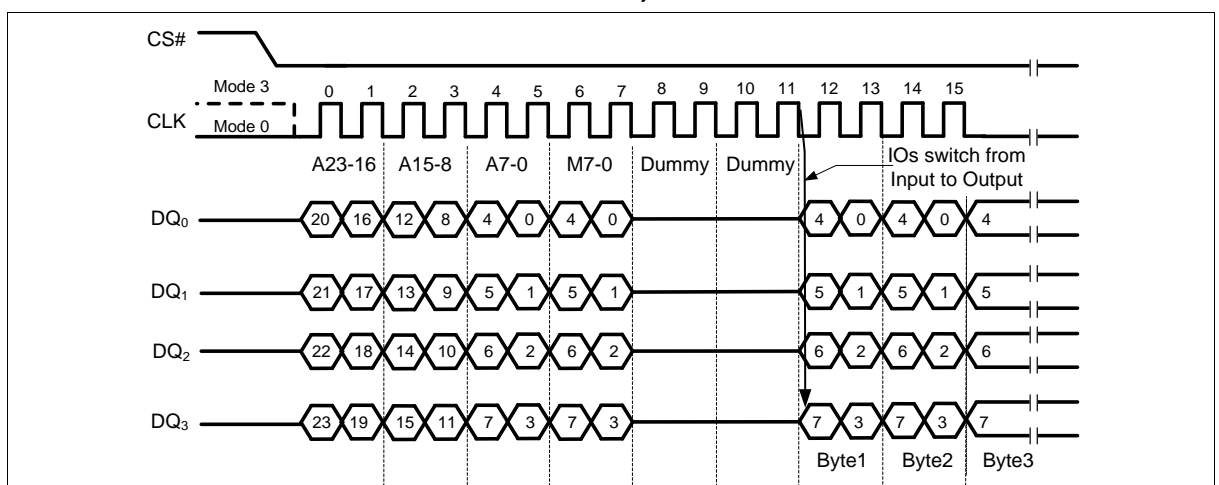 CS#
Mode 3
0 1 2 3 4 5 6 7 8 9 10 11 12 13 14 15
CLK
Mode 0
A23-16 A15-8 A7-0 M7-0 Dummy Dummy
IOs switch from
Input to Output
DQ0 20 16 12 8 4 0 4 0 4 0 4 0 4
DQ1 21 17 13 9 5 1 5 1 5 1 5 1 5
DQ2 22 18 14 10 6 2 6 2 6 2 6 2 6
DQ3 23 19 15 11 7 3 7 3 7 3 7 3 7
Byte1 Byte2 Byte3